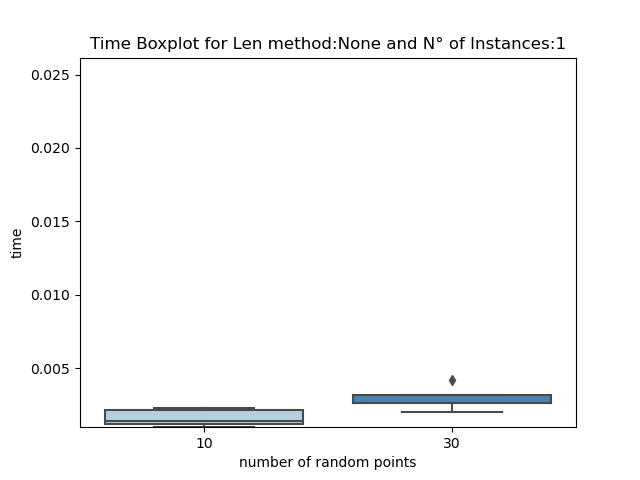 Time Boxplot for Len method:None and N° of Instances:1
0.025
0.020
0.015
0.010
0.005
time
10
30
number of random points